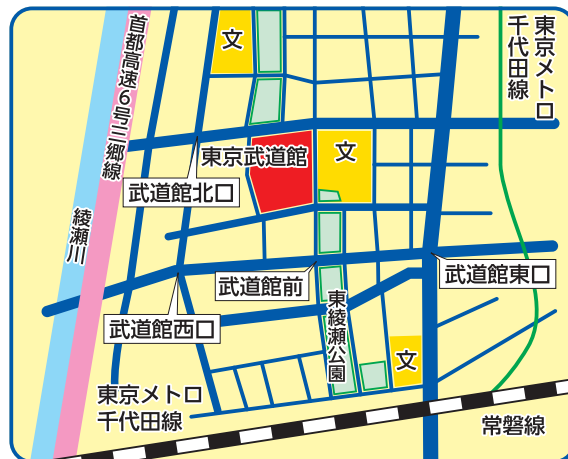 首都高速6号三郷線
文
東京メトロ
千代田線
東京武道館
文
武道館北口
綾瀬川
武道館前
武道館東口
武道館西口
東綾瀬公園
文
東京メトロ
千代田線
常磐線